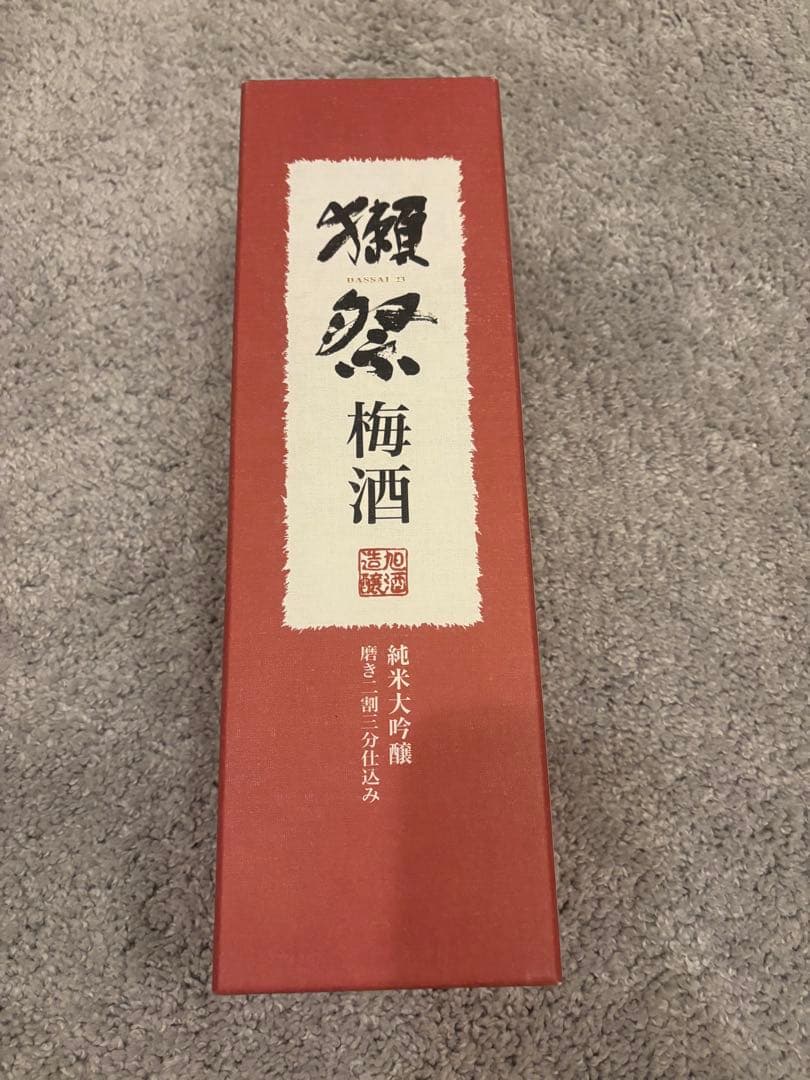 獺祭
DASSAI 23
梅酒
旭酒造醸
純米大吟醸
磨き二割三分仕込み